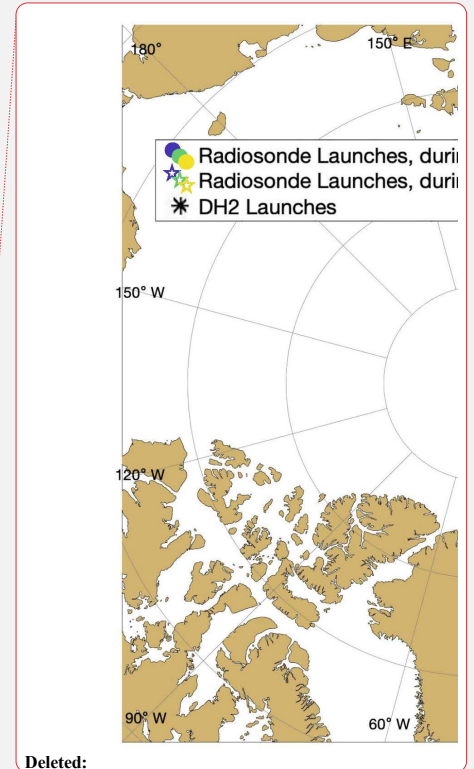 180°
150° E
Radiosonde Launches, duri
Radiosonde Launches, duri
DH2 Launches
150° W
120° W
90° W
60° W
Deleted: